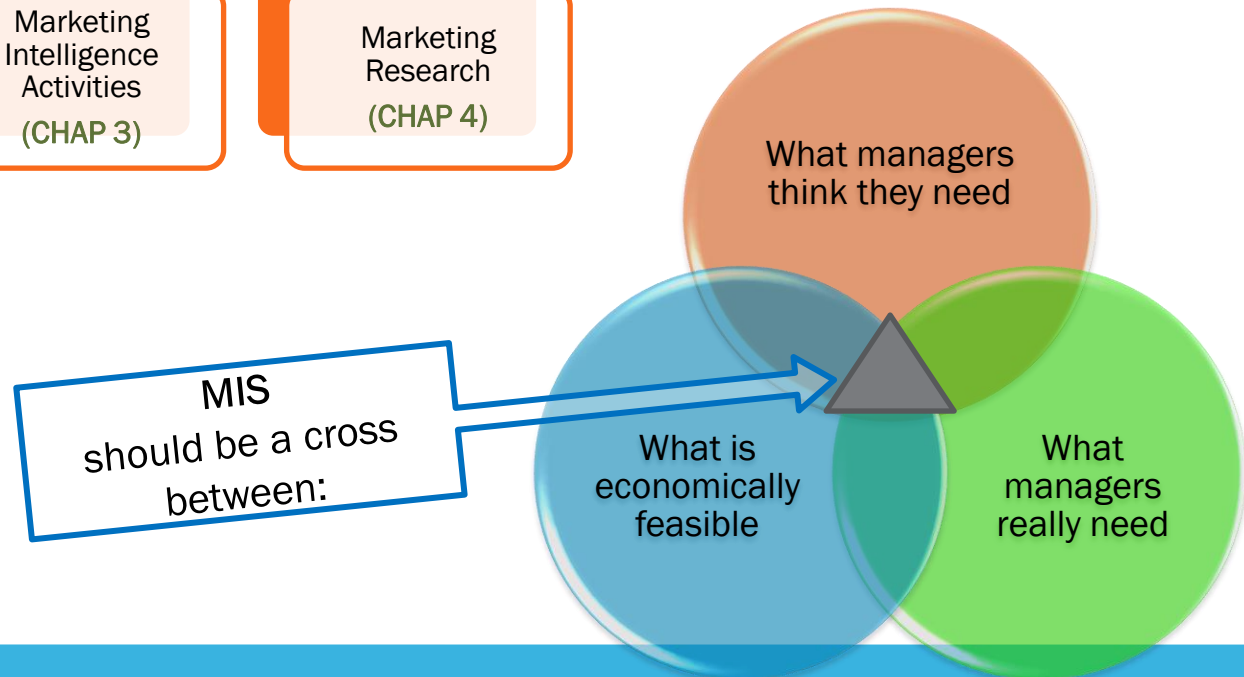 Marketing
Intelligence
Activities
(CHAP 3)
Marketing
Research
(CHAP 4)
What managers
think they need
MIS
should be a cross
between:
What is
economically
feasible
What
managers
really need